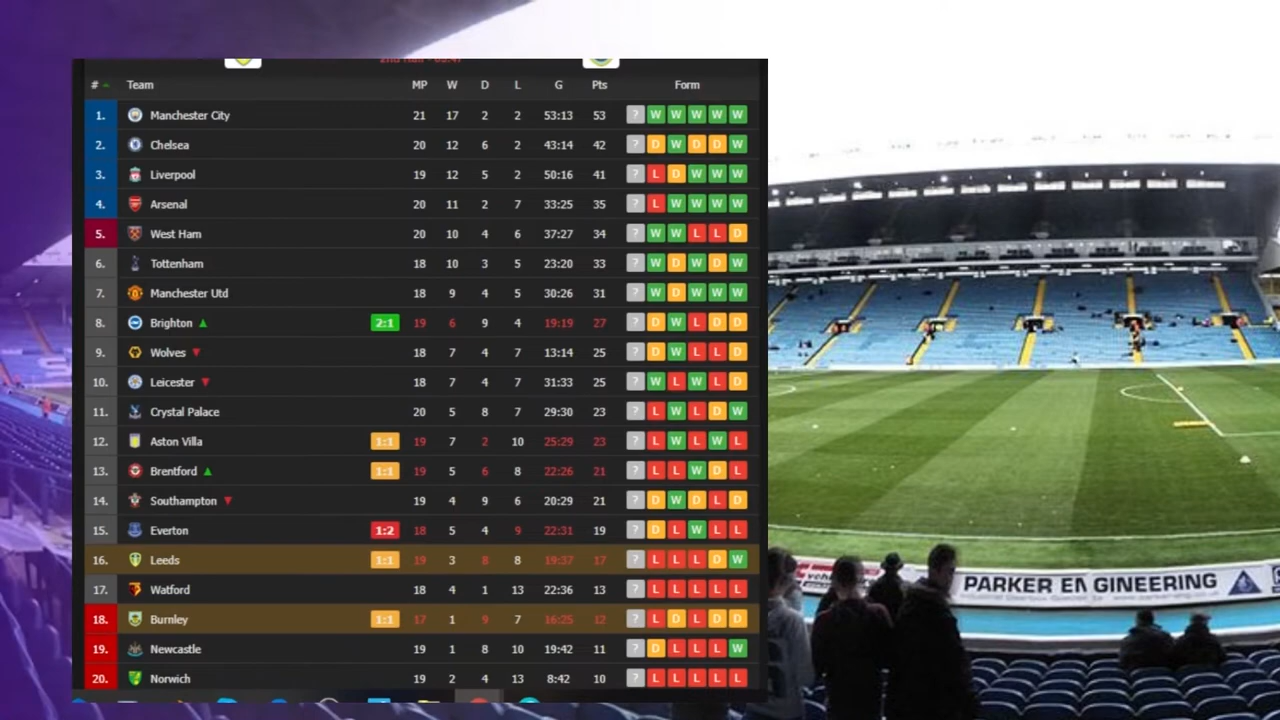 2nd Half - 63:47
# Team MP W D L G Pts Form
1. Manchester City 21 17 2 2 53:13 53 ? W W W W W
2. Chelsea 20 12 6 2 43:14 42 ? D W D D W
3. Liverpool 19 12 5 2 50:16 41 ? L D W W W
4. Arsenal 20 11 2 7 33:25 35 ? L W W W W
5. West Ham 20 10 4 6 37:27 34 ? W W L L D
6. Tottenham 18 10 3 5 23:20 33 ? W D W D W
7. Manchester Utd 18 9 4 5 30:26 31 ? W D W W W
8. Brighton 2:1 19 6 9 4 19:19 27 ? D W L D D
9. Wolves 18 7 4 7 13:14 25 ? D W L L D
10. Leicester 18 7 4 7 31:33 25 ? W L W L D
11. Crystal Palace 20 5 8 7 29:30 23 ? L W L D W
12. Aston Villa 1:1 19 7 2 10 25:29 23 ? L W L W L
13. Brentford 1:1 19 5 6 8 22:26 21 ? L L W D L
14. Southampton 19 4 9 6 20:29 21 ? D W D L D
15. Everton 1:2 18 5 4 9 22:31 19 ? D L W L L
16. Leeds 1:1 19 3 8 8 19:37 17 ? L L L D W
17. Watford 18 4 1 13 22:36 13 ? L L L L L
18. Burnley 1:1 17 1 9 7 16:25 12 ? L D L D D
19. Newcastle 19 1 8 10 19:42 11 ? D L L L W
20. Norwich 19 2 4 13 8:42 10 ? L L L L L
PARKER EN GINEERING